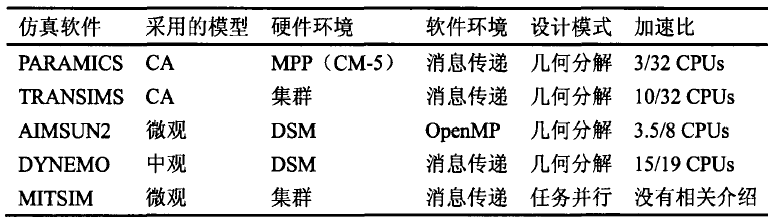 仿真软件 采用的模型 硬件环境 软件环境 设计模式 加速比
PARAMICS CA MPP（CM-5） 消息传递 几何分解 3/32 CPUs
TRANSIMS CA 集群 消息传递 几何分解 10/32 CPUs
AIMSUN2 微观 DSM OpenMP 几何分解 3.5/8 CPUs
DYNEMO 中观 DSM 消息传递 几何分解 15/19 CPUs
MITSIM 微观 集群 消息传递 任务并行 没有相关介绍